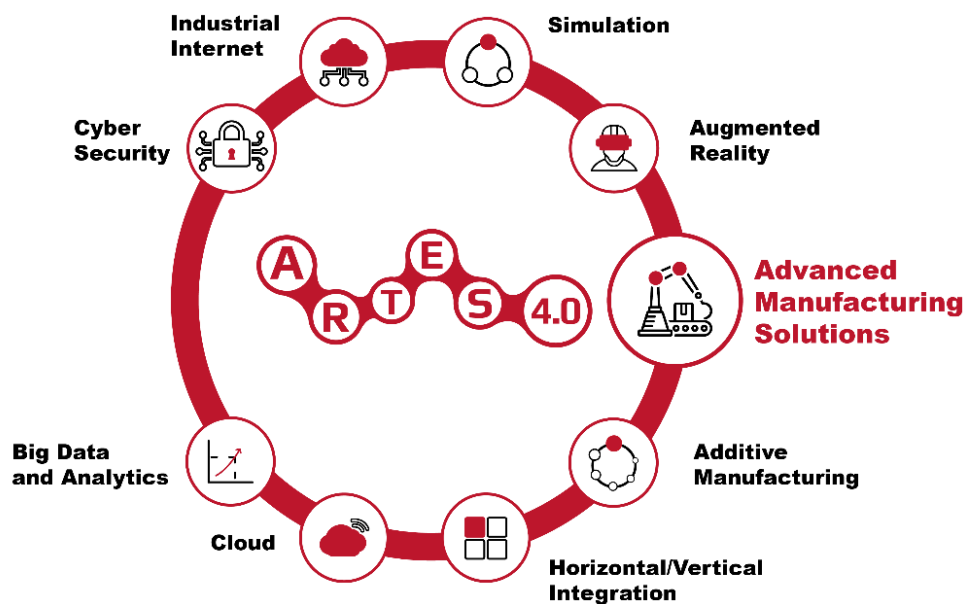 Industrial
Internet
Simulation
Cyber
Security
Augmented
Reality
ARTES 4.0
Advanced
Manufacturing
Solutions
Big Data
and Analytics
Additive
Manufacturing
Cloud
Horizontal/Vertical
Integration